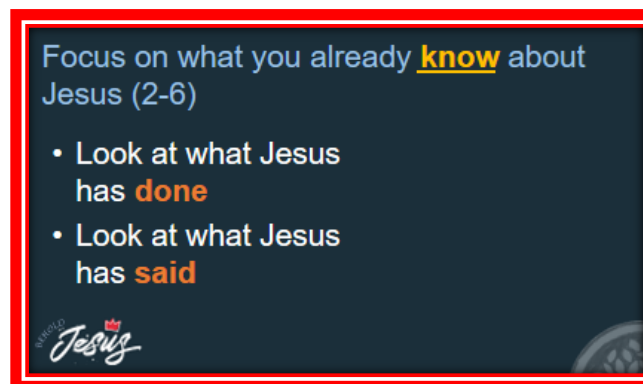 Focus on what you already know about
Jesus (2-6)
• Look at what Jesus
has done
• Look at what Jesus
has said
BEHOLD
Jesus